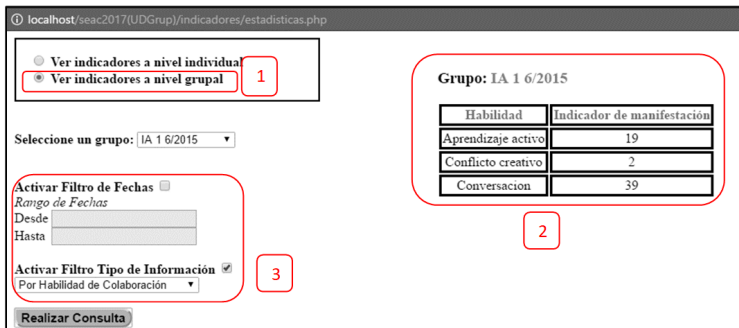 localhost/seac2017(UDGrup)/indicadores/estadisticas.php
Ver indicadores a nivel individual
Ver indicadores a nivel grupal
1
Seleccione un grupo: IA 1 6/2015
Activar Filtro de Fechas
Rango de Fechas
Desde
Hasta
Activar Filtro Tipo de Información
Por Habilidad de Colaboración
3
Realizar Consulta
Grupo: IA 1 6/2015
Habilidad Indicador de manifestación
Aprendizaje activo 19
Conflicto creativo 2
Conversacion 39
2